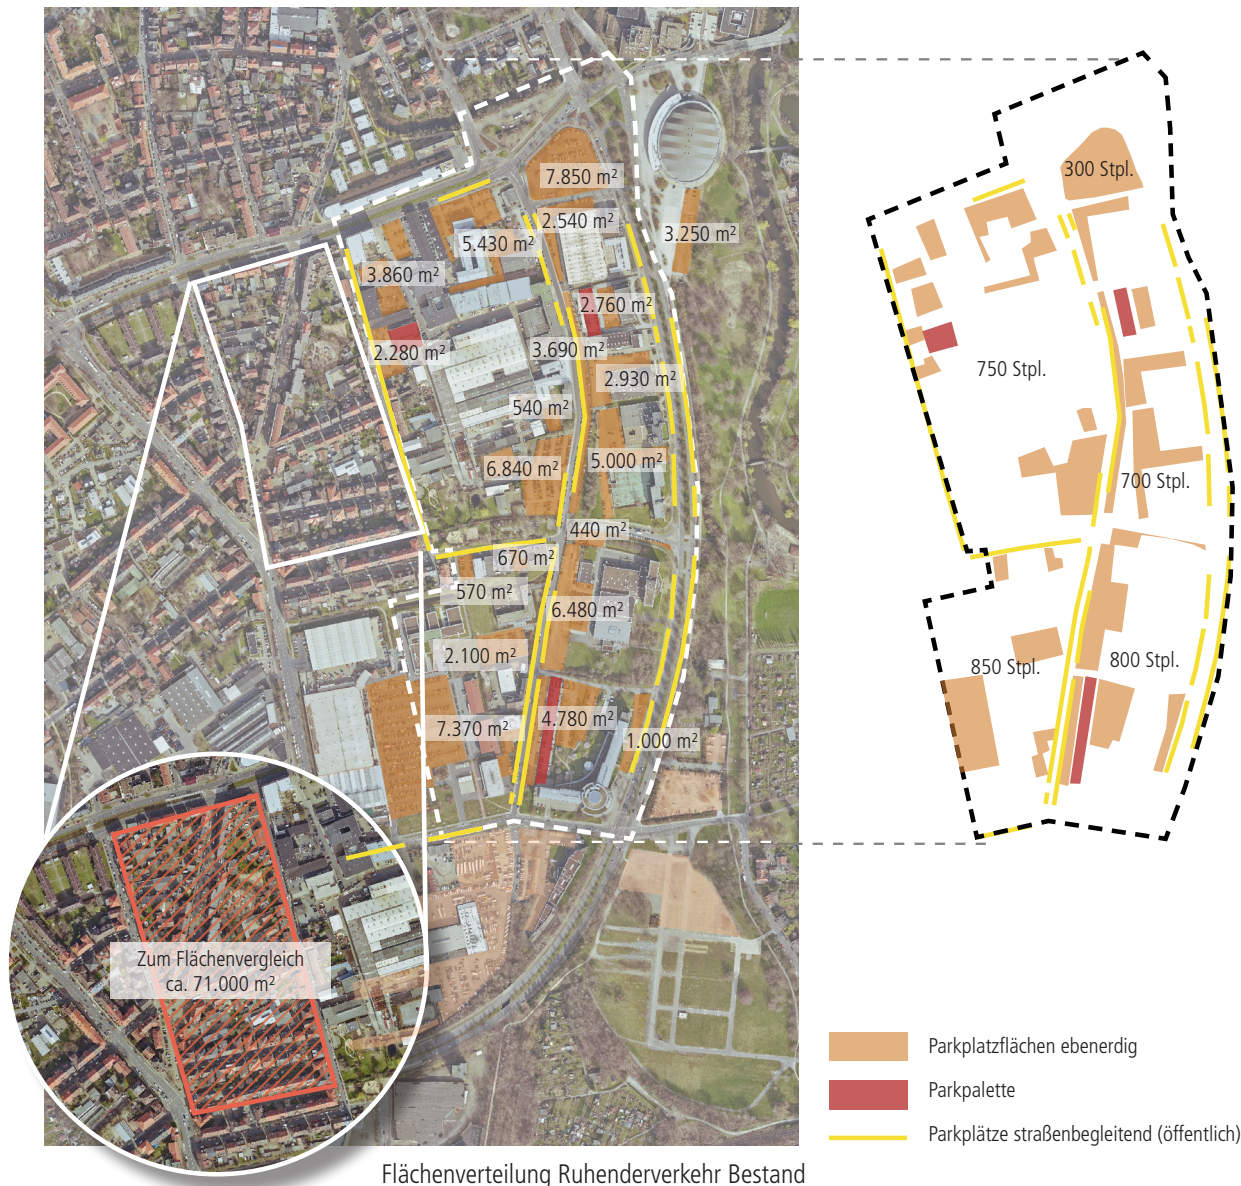 7.850 m²
300 Stpl.
2.540 m²
3.250 m²
5.430 m²
3.860 m²
2.760 m²
2.280 m²
3.690 m²
750 Stpl.
2.930 m²
540 m²
6.840 m²
5.000 m²
700 Stpl.
440 m²
670 m²
570 m²
6.480 m²
2.100 m²
850 Stpl.
800 Stpl.
4.780 m²
7.370 m²
1.000 m²
Zum Flächenvergleich
ca. 71.000 m²
Parkplatzflächen ebenerdig
Parkpalette
Parkplätze straßenbegleitend (öffentlich)
Flächenverteilung Ruhenderverkehr Bestand